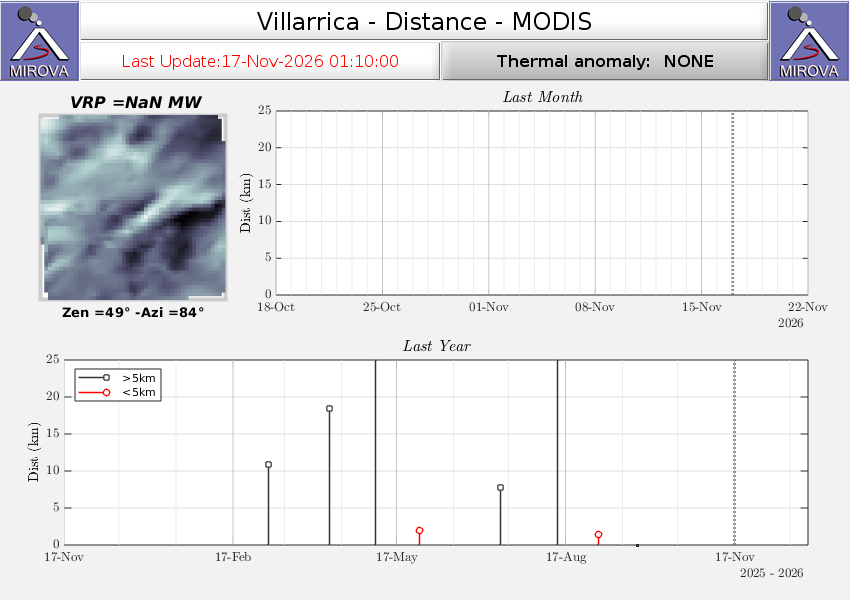 Villarrica - Distance - MODIS
MIROVA
Last Update:17-Nov-2026 01:10:00
Thermal anomaly: NONE
MIROVA
VRP =NaN MW
Zen =49° -Azi =84°
Last Month
Dist (km)
25
20
15
10
5
0
18-Oct
25-Oct
01-Nov
08-Nov
15-Nov
22-Nov
2026
Last Year
Dist (km)
25
20
15
10
5
0
>5km
<5km
17-Nov
17-Feb
17-May
17-Aug
17-Nov
2025 - 2026